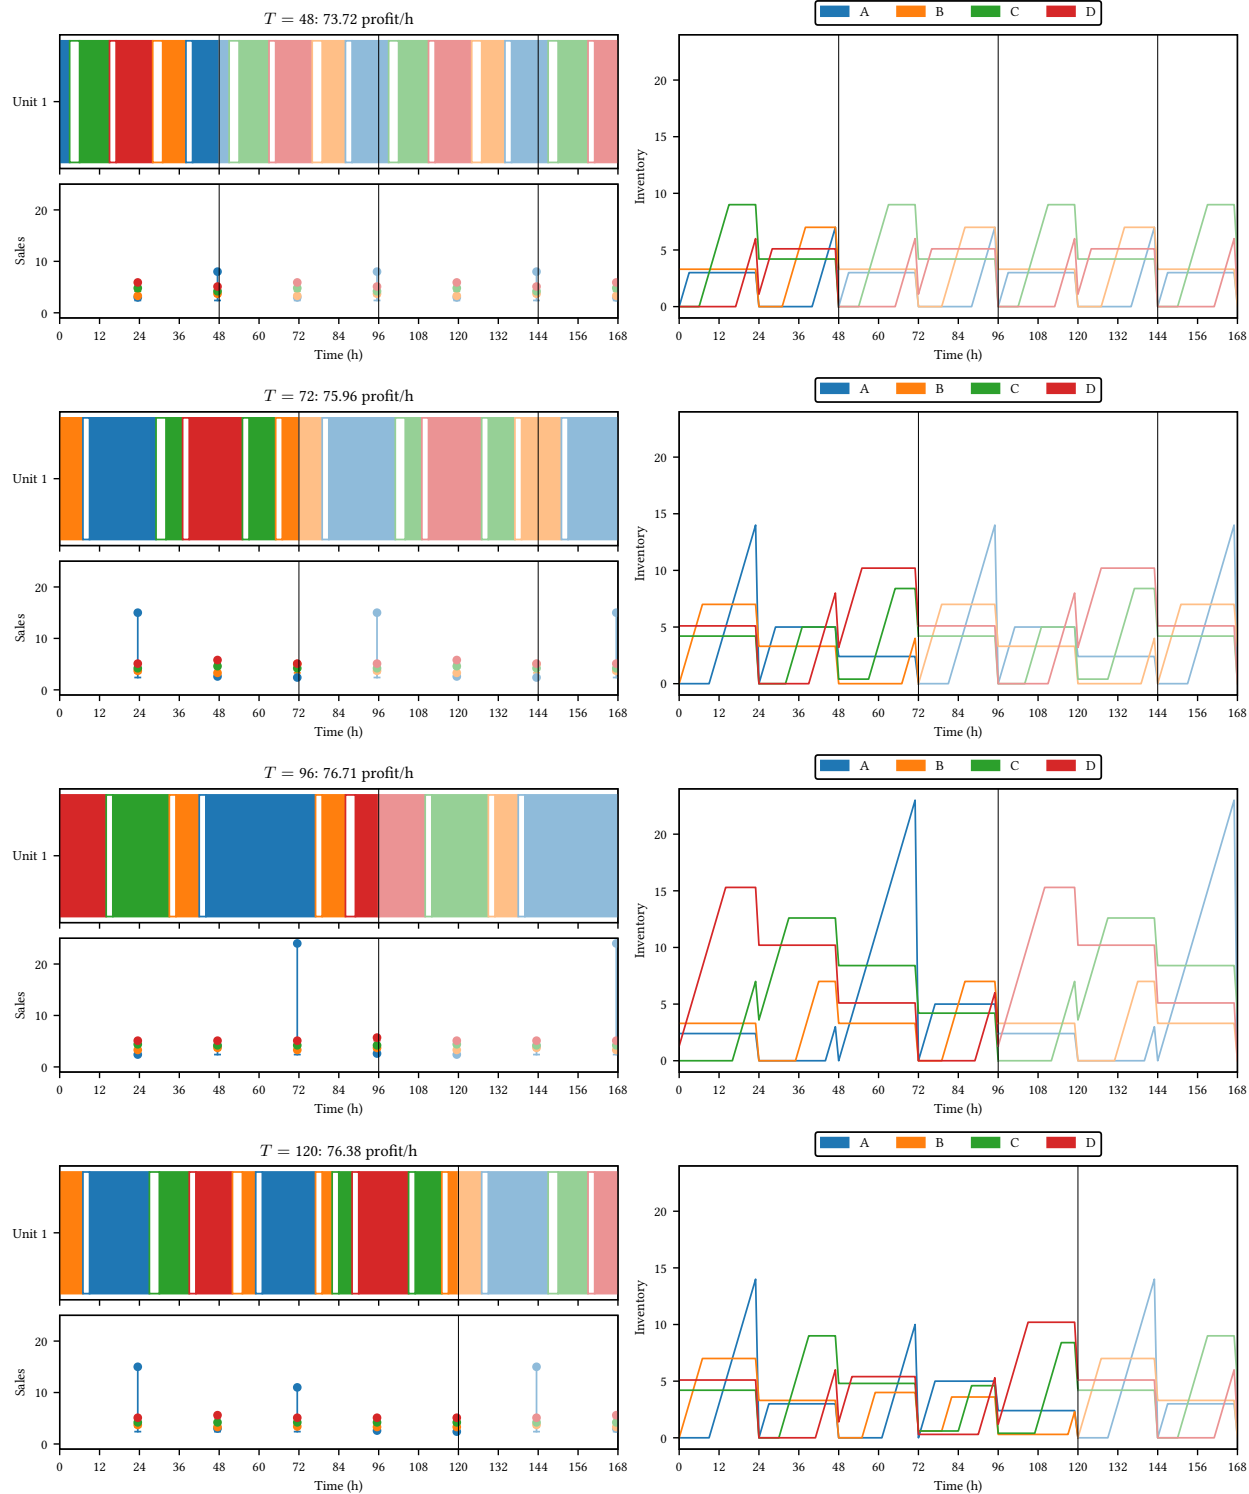 T = 48: 73.72 profit/h
A B C D
Unit 1
Sales
20
10
0
0 12 24 36 48 60 72 84 96 108 120 132 144 156 168
Time (h)
Inventory
20
15
10
5
0
0 12 24 36 48 60 72 84 96 108 120 132 144 156 168
Time (h)
T = 72: 75.96 profit/h
A B C D
Unit 1
Sales
20
10
0
0 12 24 36 48 60 72 84 96 108 120 132 144 156 168
Time (h)
Inventory
20
15
10
5
0
0 12 24 36 48 60 72 84 96 108 120 132 144 156 168
Time (h)
T = 96: 76.71 profit/h
A B C D
Unit 1
Sales
20
10
0
0 12 24 36 48 60 72 84 96 108 120 132 144 156 168
Time (h)
Inventory
20
15
10
5
0
0 12 24 36 48 60 72 84 96 108 120 132 144 156 168
Time (h)
T = 120: 76.38 profit/h
A B C D
Unit 1
Sales
20
10
0
0 12 24 36 48 60 72 84 96 108 120 132 144 156 168
Time (h)
Inventory
20
15
10
5
0
0 12 24 36 48 60 72 84 96 108 120 132 144 156 168
Time (h)